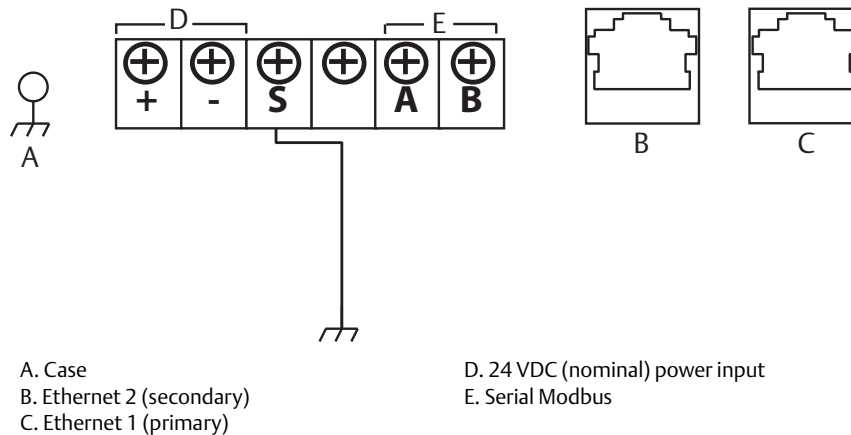 D
E
+ - S A B
A
B
C
A. Case
B. Ethernet 2 (secondary)
C. Ethernet 1 (primary)
D. 24 VDC (nominal) power input
E. Serial Modbus